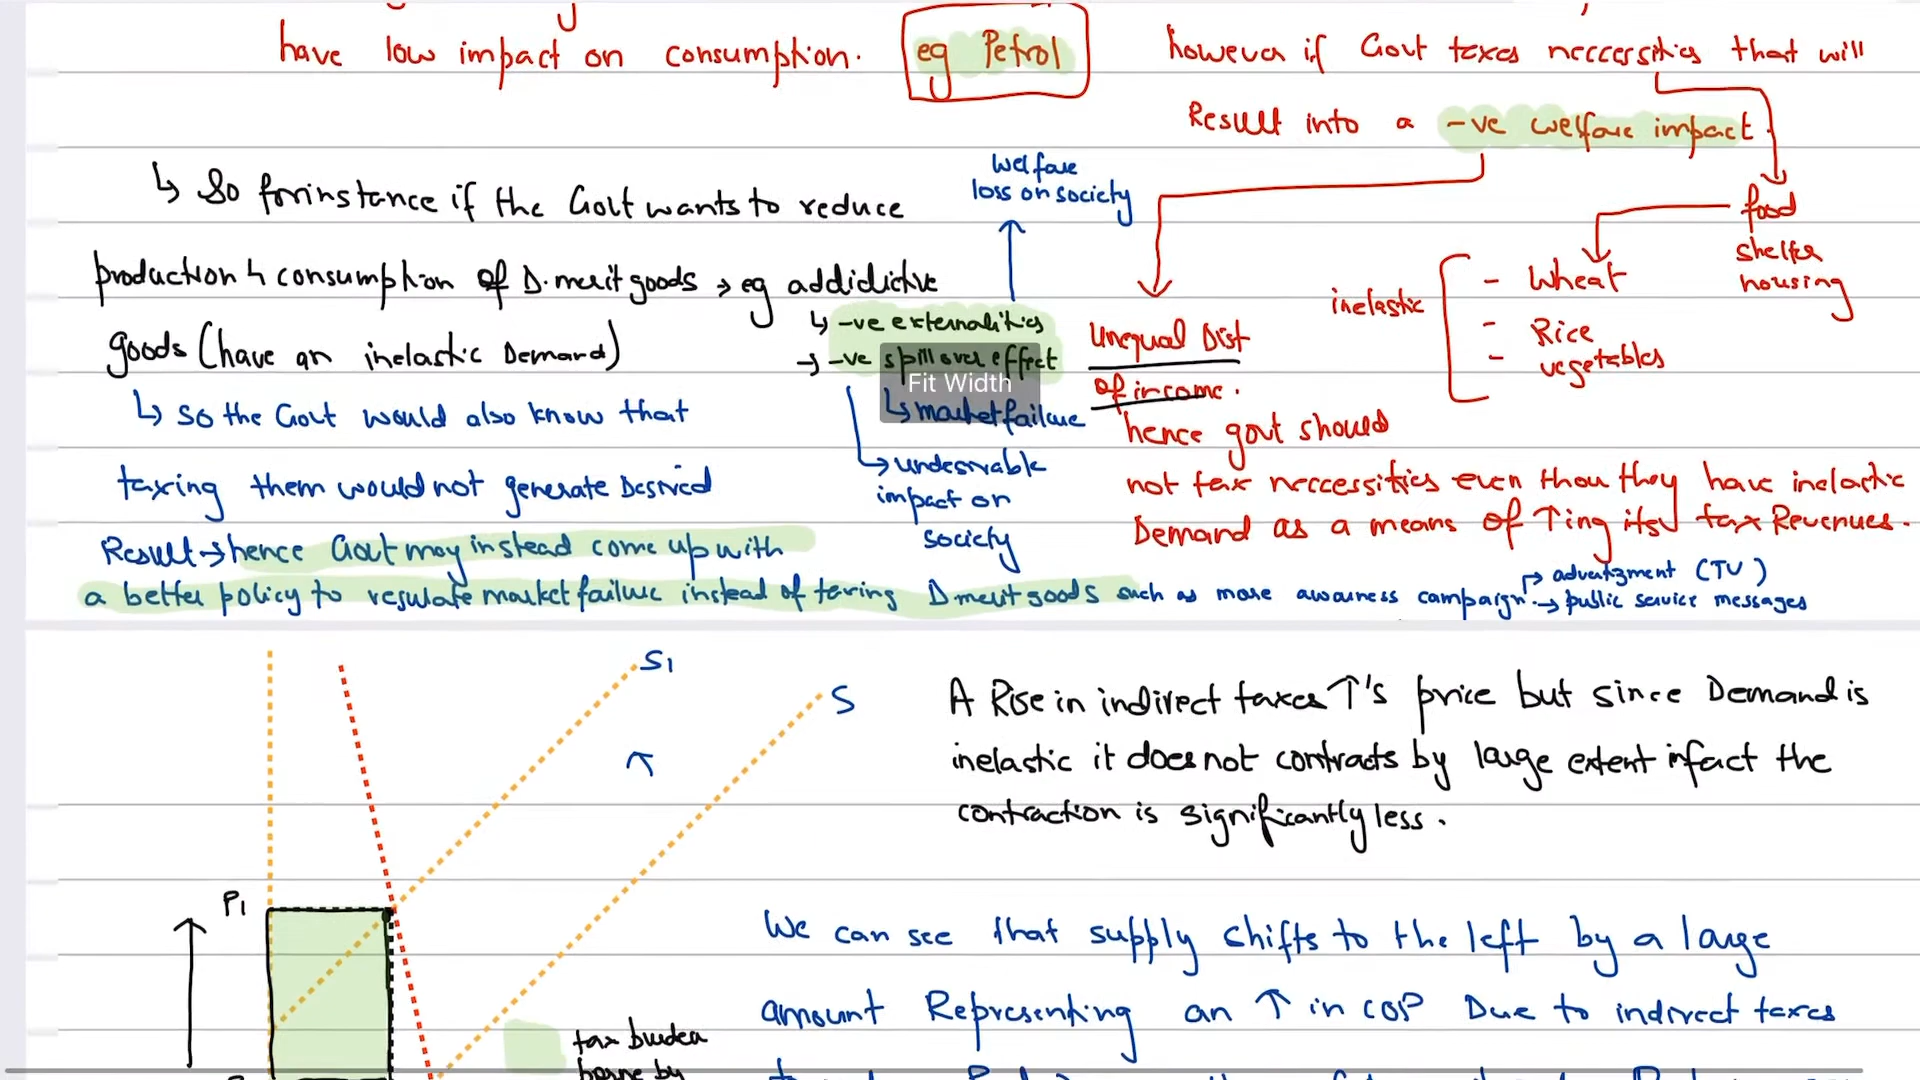 have low impact on consumption. eg Petrol
however if Govt taxes neccessities that will
Result into a -ve welfare impact
food
shelter
housing
inelastic
- Wheat
- Rice
- vegetables
welfare
loss on society
↳ So forinstance if the Govt wants to reduce
production & consumption of D.merit goods → eg addidictive
goods (have an inelastic Demand)
↳ -ve externalities
→ -ve spill over effect
Fit Width
↳ market failure
→ undesirable
impact on
society
↳ so the Govt would also know that
taxing them would not generate Desired
Result → hence Govt may instead come up with
a better policy to regulate market failure instead of taxing D merit goods such as more awarness campaign.
→ advertizment (TV)
→ public service messages
Unequal Dist
of income.
hence govt should
not tax neccessities even thou they have inelastic
Demand as a means of ↑ing its tax Revenues.
S1
S
P1
tax burden
borne by
A Rise in indirect taxes ↑'s price but since Demand is
inelastic it does not contracts by large extent infact the
contraction is significantly less.
We can see that supply shifts to the left by a large
amount Representing an ↑ in COP Due to indirect taxes